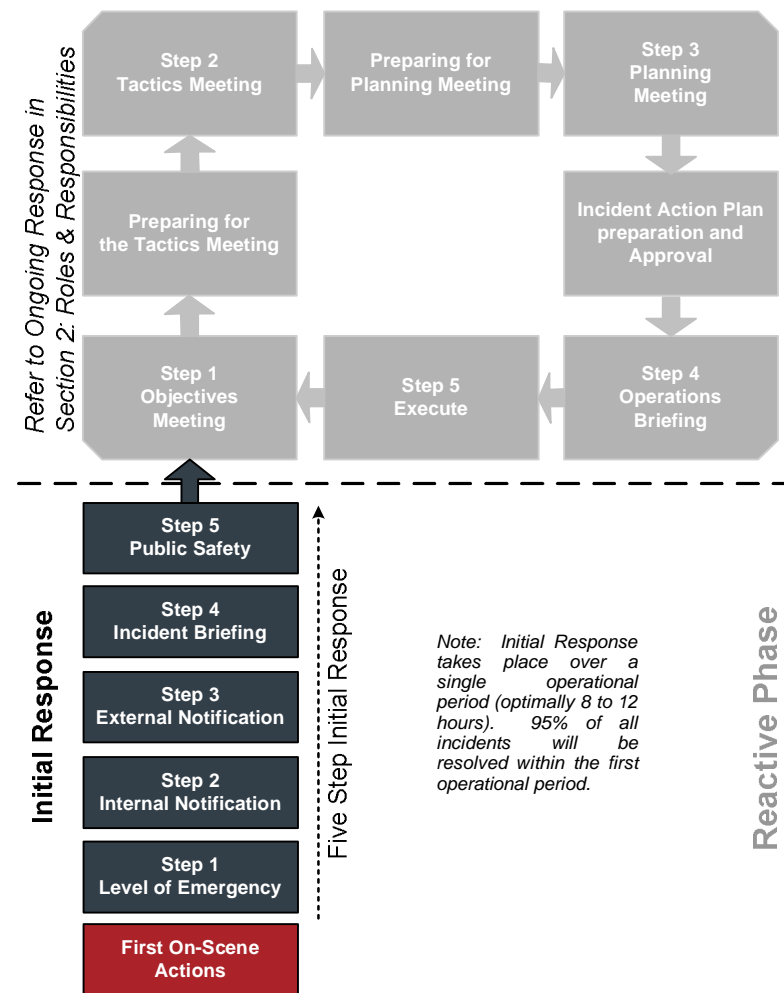 Refer to Ongoing Response in
Section 2: Roles & Responsibilities
Step 2
Tactics Meeting
Preparing for
Planning Meeting
Step 3
Planning
Meeting
Preparing for
the Tactics Meeting
Incident Action Plan
preparation and
Approval
Step 1
Objectives
Meeting
Step 5
Execute
Step 4
Operations
Briefing
Initial Response
Step 5
Public Safety
Step 4
Incident Briefing
Step 3
External Notification
Step 2
Internal Notification
Step 1
Level of Emergency
First On-Scene
Actions
Five Step Initial Response
Note: Initial Response
takes place over a
single operational
period (optimally 8 to 12
hours). 95% of all
incidents will be
resolved within the first
operational period.
Reactive Phase